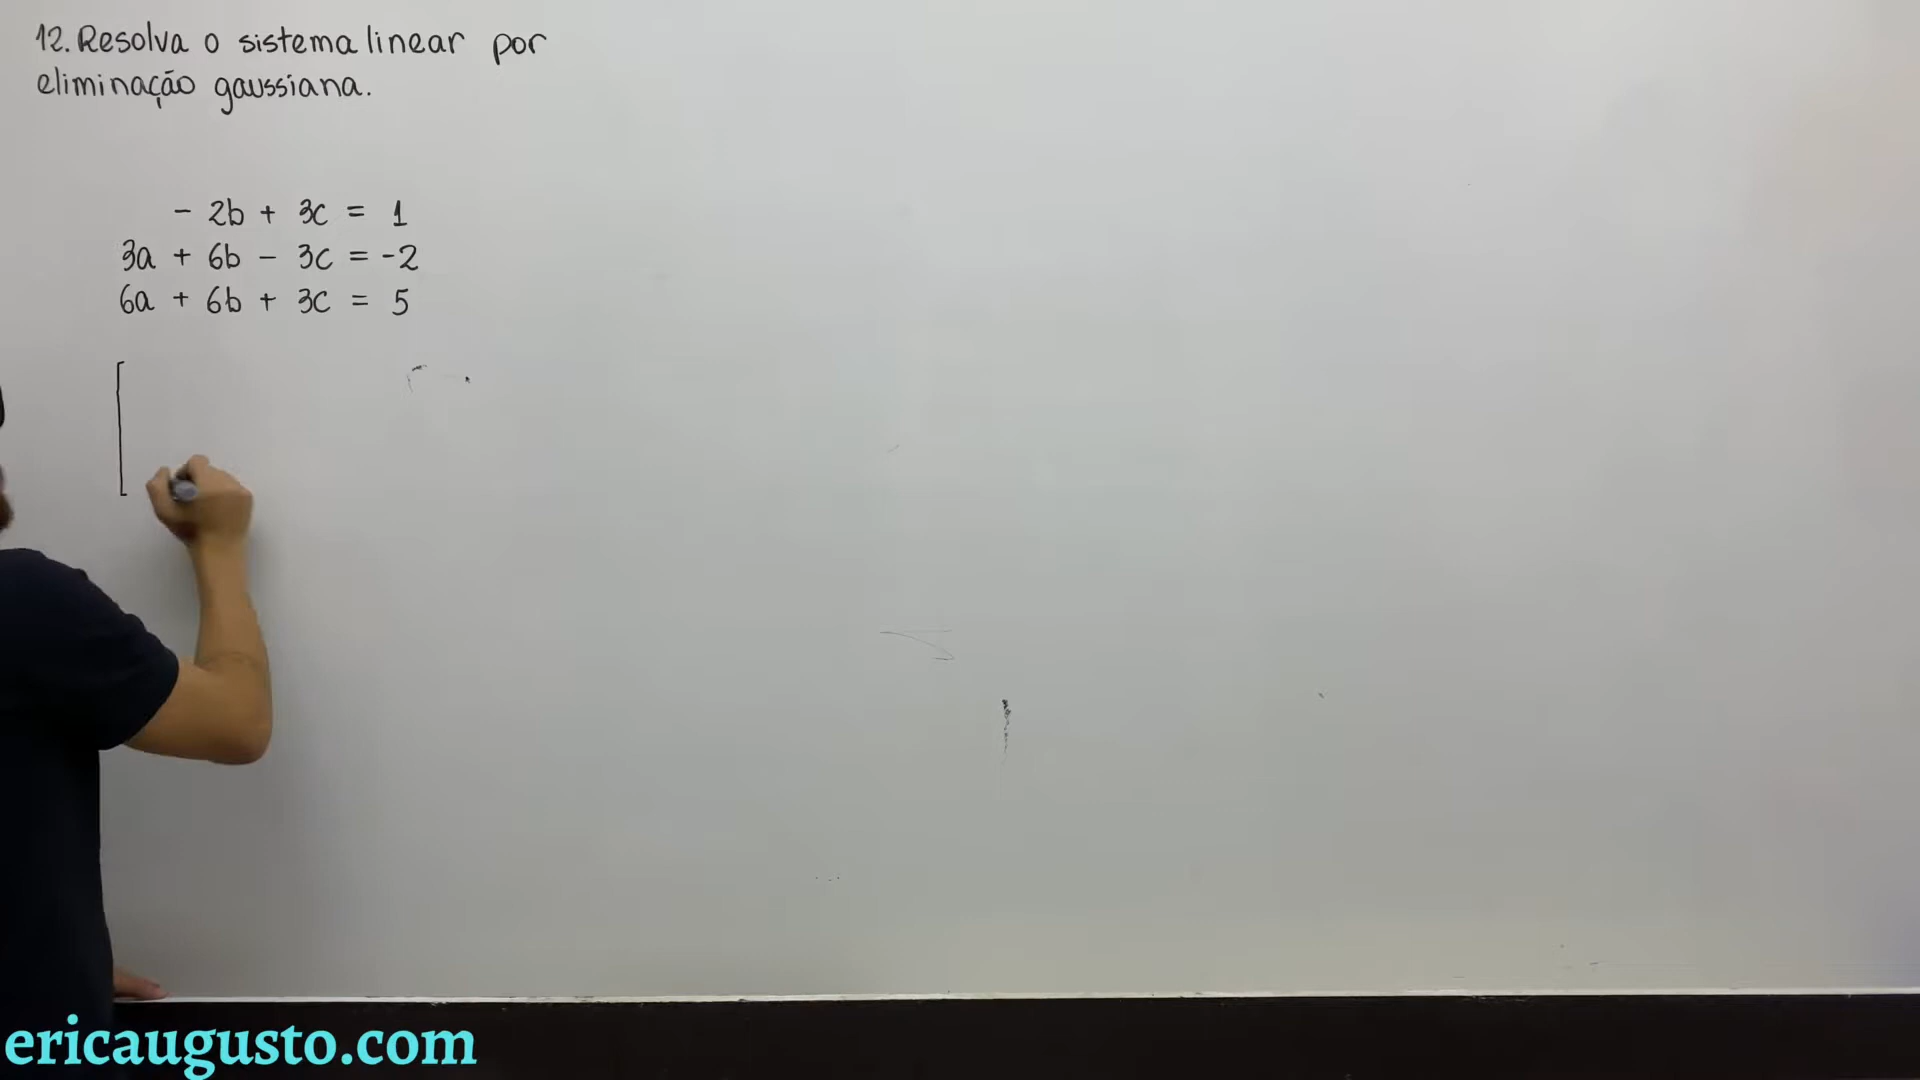 12. Resolva o sistema linear por
eliminação gaussiana.
- 2b + 3c = 1
3a + 6b - 3c = -2
6a + 6b + 3c = 5
ericaugusto.com